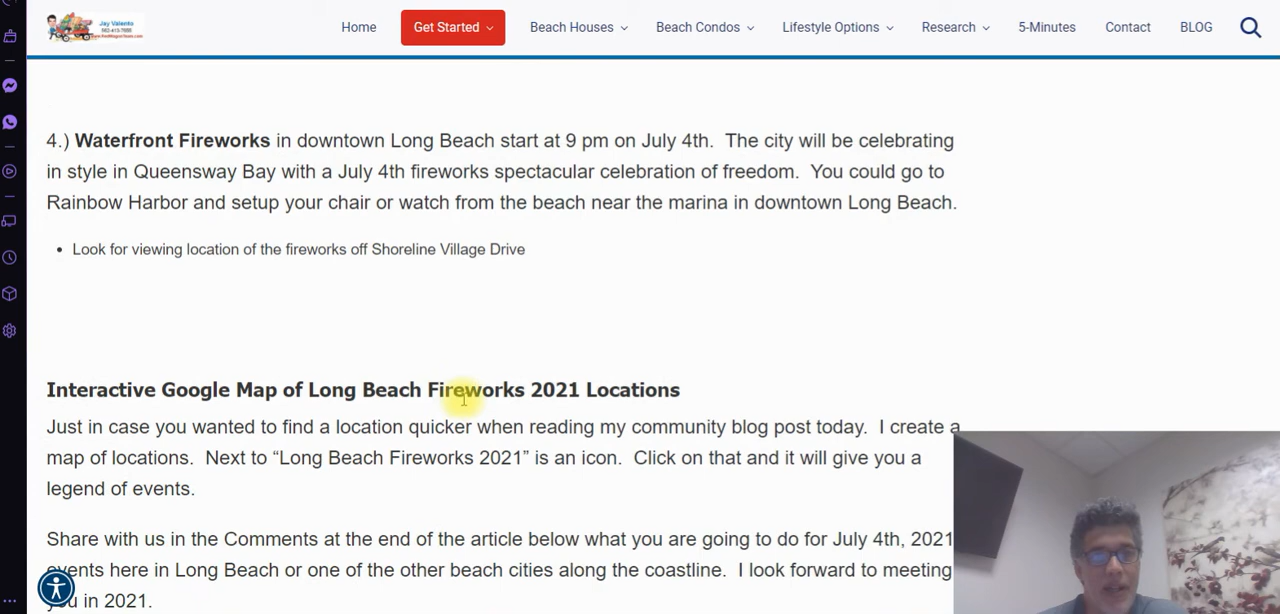 Jay Valento
562-413-7655
Home
Get Started
Beach Houses
Beach Condos
Lifestyle Options
Research
5-Minutes
Contact
BLOG
4.) Waterfront Fireworks in downtown Long Beach start at 9 pm on July 4th. The city will be celebrating
in style in Queensway Bay with a July 4th fireworks spectacular celebration of freedom. You could go to
Rainbow Harbor and setup your chair or watch from the beach near the marina in downtown Long Beach.
• Look for viewing location of the fireworks off Shoreline Village Drive
Interactive Google Map of Long Beach Fireworks 2021 Locations
Just in case you wanted to find a location quicker when reading my community blog post today. I create a
map of locations. Next to “Long Beach Fireworks 2021” is an icon. Click on that and it will give you a
legend of events.
Share with us in the Comments at the end of the article below what you are going to do for July 4th, 2021
events here in Long Beach or one of the other beach cities along the coastline. I look forward to meeting
you in 2021.